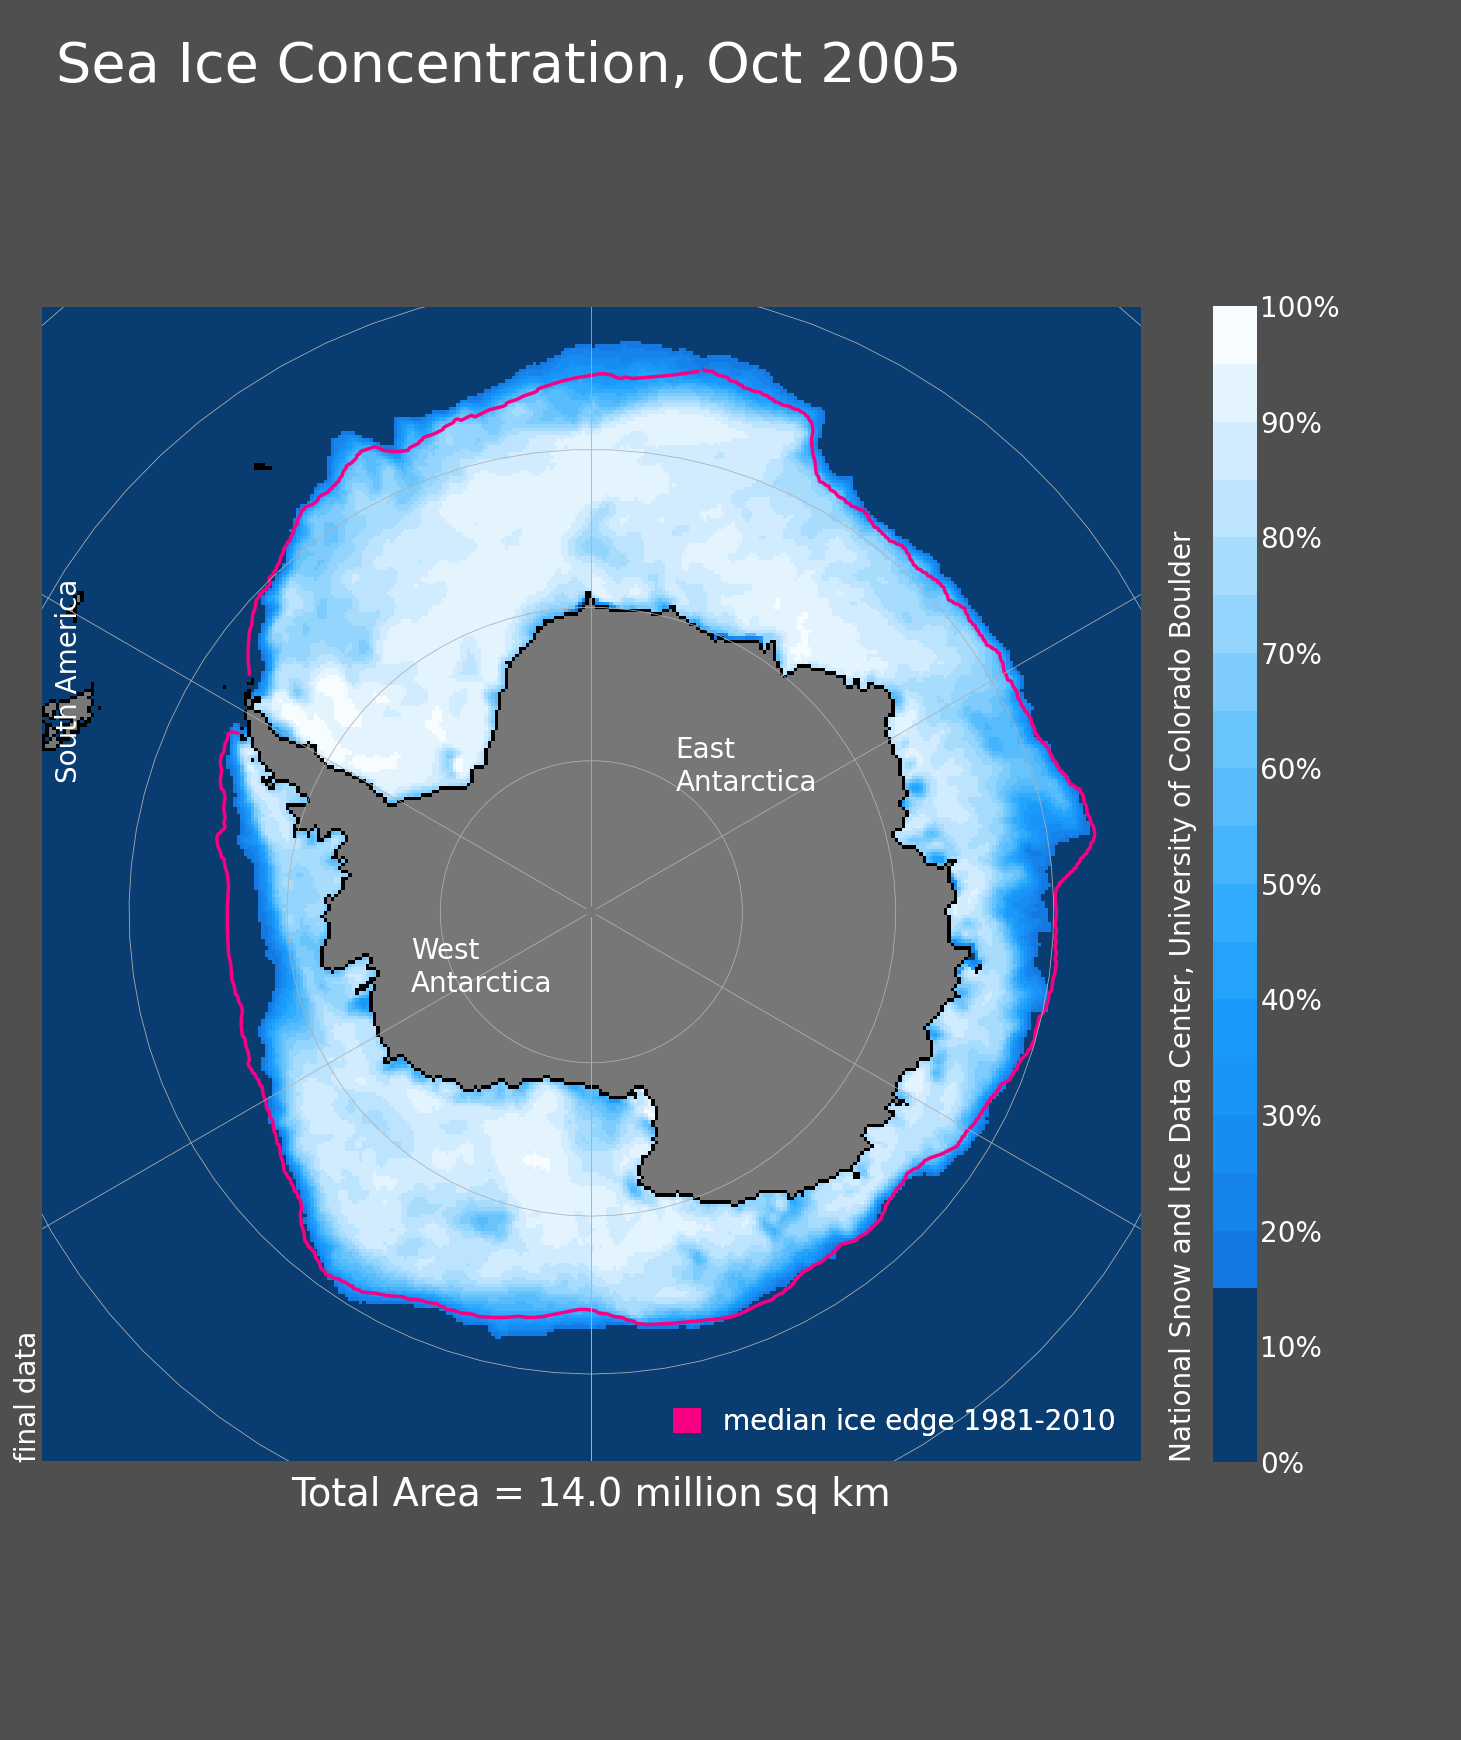 Sea Ice Concentration, Oct 2005
South America
East
Antarctica
West
Antarctica
final data
median ice edge 1981-2010
Total Area = 14.0 million sq km
National Snow and Ice Data Center, University of Colorado Boulder
100%
90%
80%
70%
60%
50%
40%
30%
20%
10%
0%